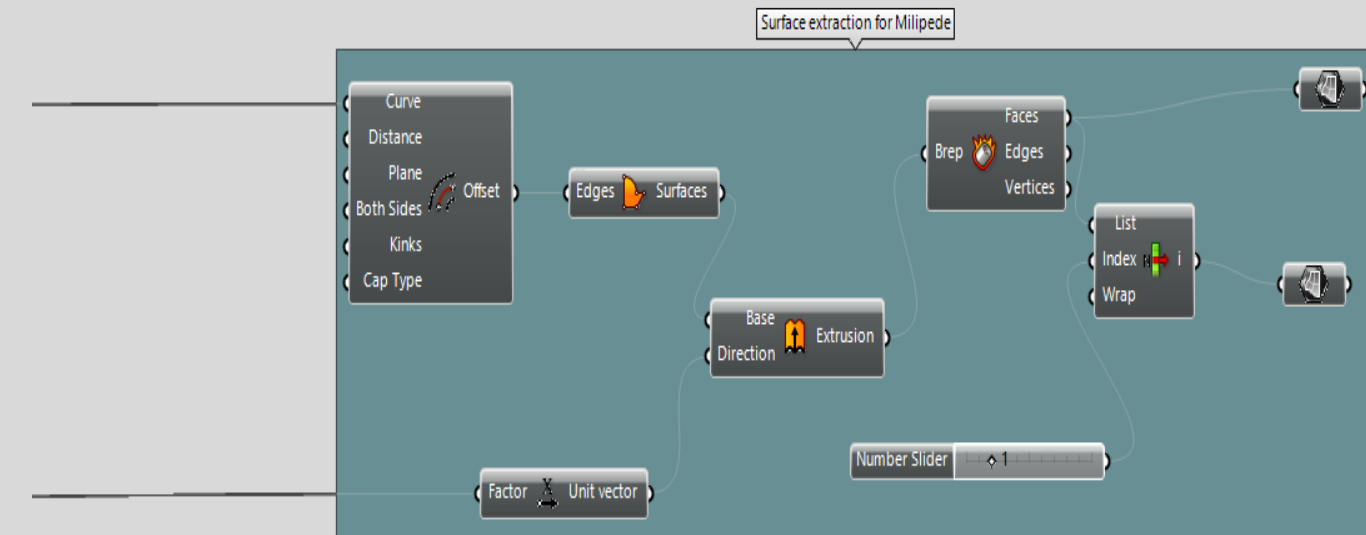 Surface extraction for Milipede
Curve
Distance
Plane
Both Sides
Kinks
Cap Type
Offset
Edges
Surfaces
Base
Direction
Extrusion
Brep
Faces
Edges
Vertices
List
Index
Wrap
N
i
Number Slider
1
Factor
X
Unit vector